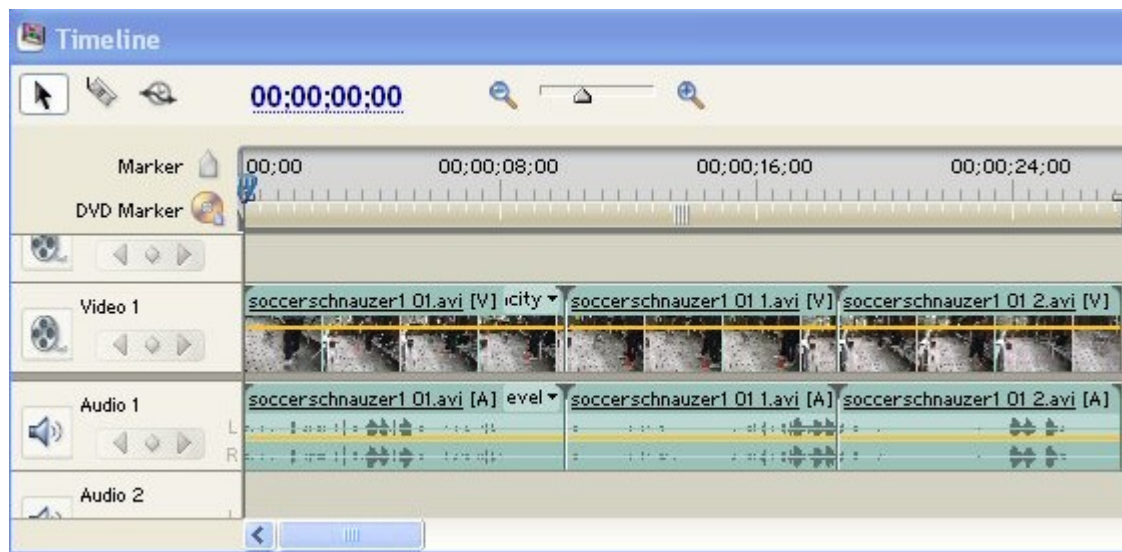 Timeline
00;00;00;00
Marker 00;00 00;00;08;00 00;00;16;00 00;00;24;00
DVD Marker
Video 1
soccerschnauzer1 01.avi [V] icity soccerschnauzer1 01 1.avi [V] soccerschnauzer1 01 2.avi [V]
Audio 1
soccerschnauzer1 01.avi [A] evel soccerschnauzer1 01 1.avi [A] soccerschnauzer1 01 2.avi [A]
L
R
Audio 2
L